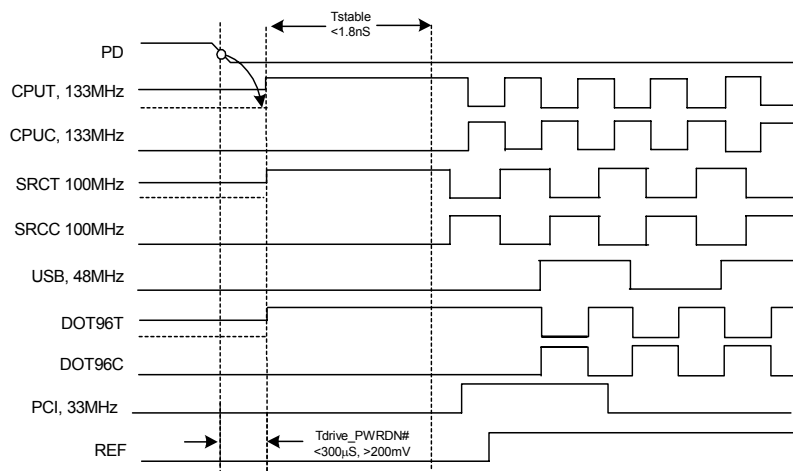 Tstable
<1.8nS
PD
CPUT, 133MHz
CPUC, 133MHz
SRCT 100MHz
SRCC 100MHz
USB, 48MHz
DOT96T
DOT96C
PCI, 33MHz
REF
Tdrive_PWRDN#
<300µS, >200mV